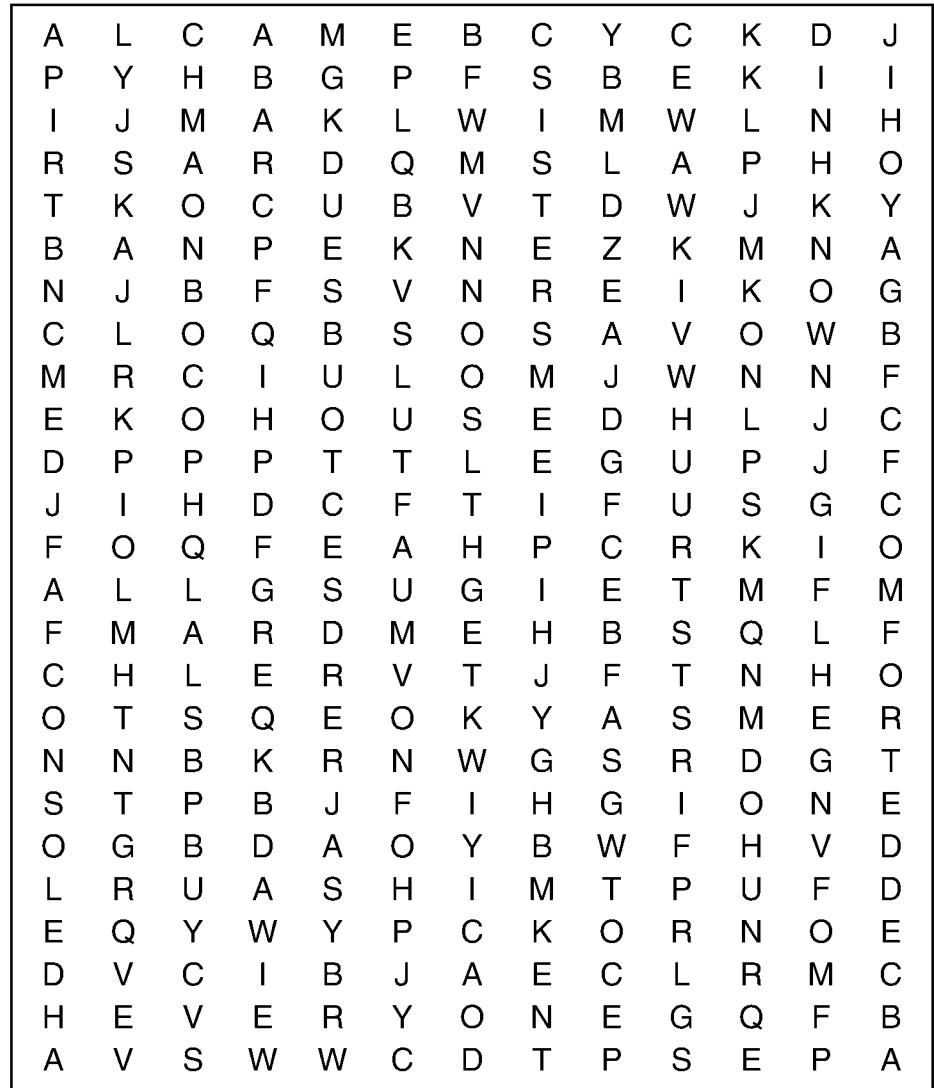 A L C A M E B C Y C K D J
P Y H B G P F S B E K I I
I J M A K L W I M W L N H
R S A R D Q M S L A P H O
T K O C U B V T D W J K Y
B A N P E K N E Z K M N A
N J B F S V N R E I K O G
C L O Q B S O S A V O W B
M R C I U L O M J W N N F
E K O H O U S E D H L J C
D P P P T T L E G U P J F
J I H D C F T I F U S G C
F O Q F E A H P C R K I O
A L L G S U G I E T M F M
F M A R D M E H B S Q L F
C H L E R V T J F T N H O
O T S Q E O K Y A S M E R
N N B K R N W G S R D G T
S T P B J F I H G I O N E
O G B D A O Y B W F H V D
L R U A S H I M T P U F D
E Q Y W Y P C K O R N O E
D V C I B J A E C L R M C
H E V E R Y O N E G Q F B
A V S W W C D T P S E P A